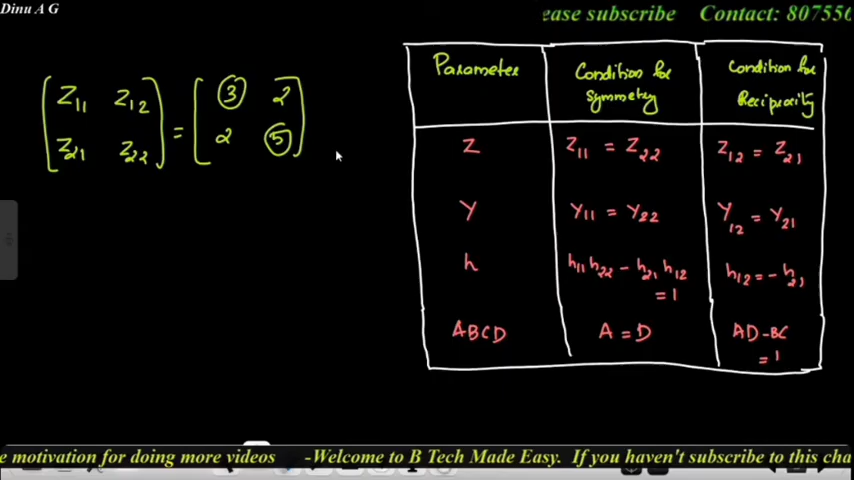 Dinu A G
ease subscribe Contact: 807556
Z11 Z12
Z21 Z22
=
3 2
2 5
Parameter Condition for Symmetry Condition for Reciprocity
Z Z11 = Z22 Z12 = Z21
Y Y11 = Y22 Y12 = Y21
h h11 h22 - h21 h12 = 1 h12 = - h21
ABCD A = D AD - BC = 1
e motivation for doing more videos -Welcome to B Tech Made Easy. If you haven't subscribe to this cha